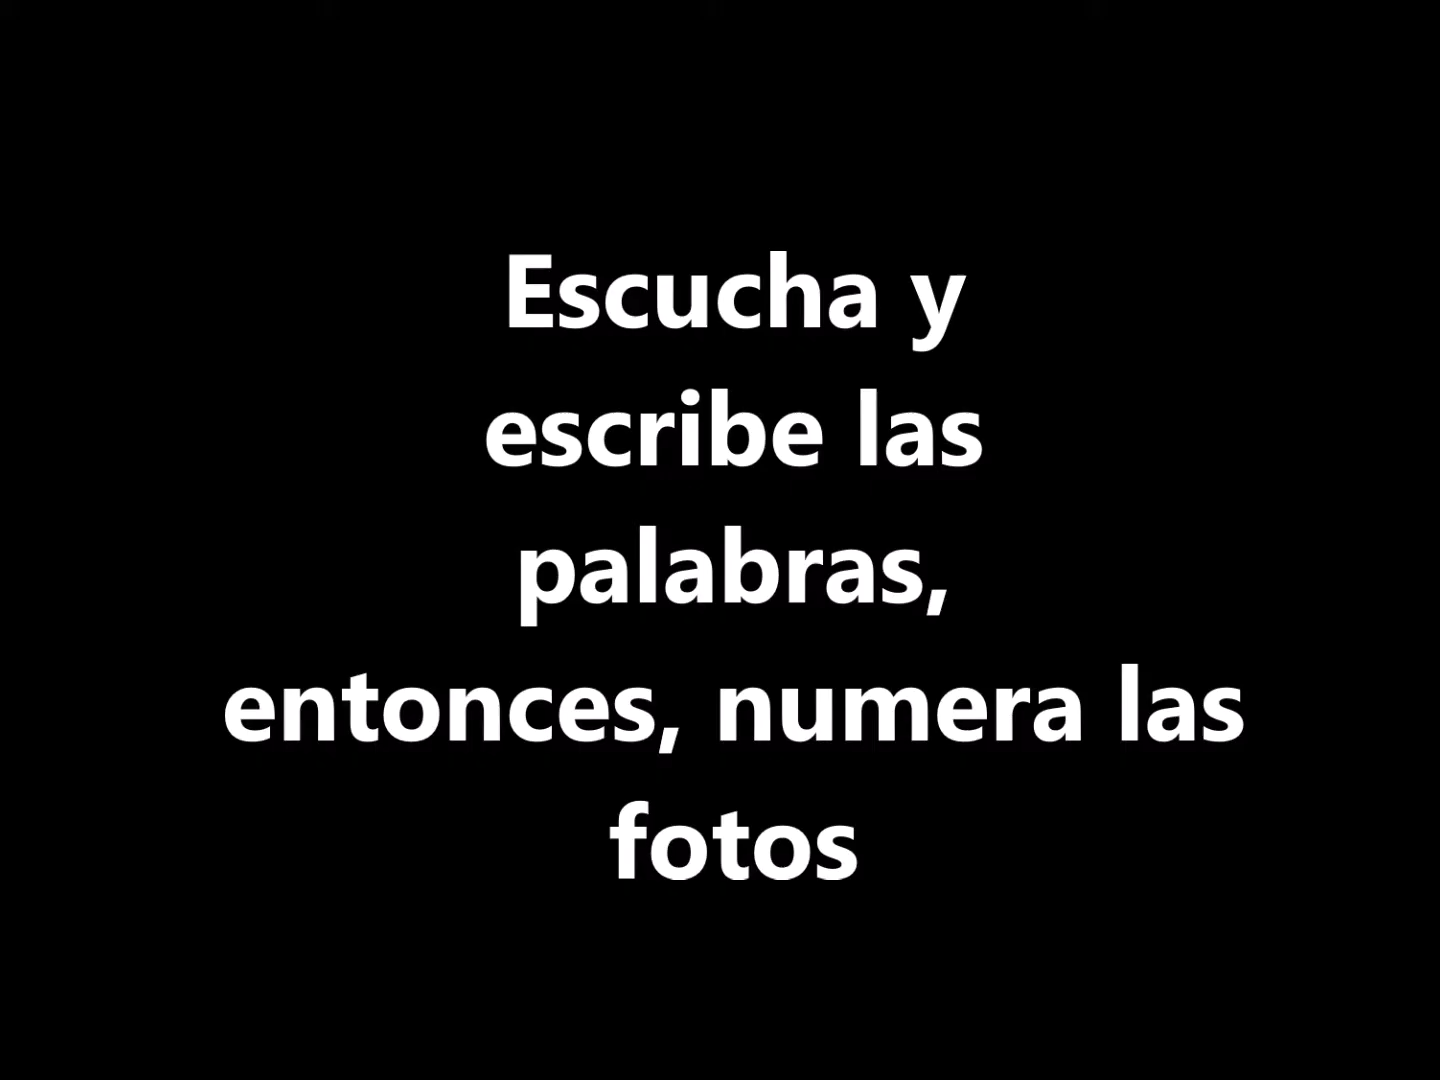 Escucha y
escribe las
palabras,
entonces, numera las
fotos